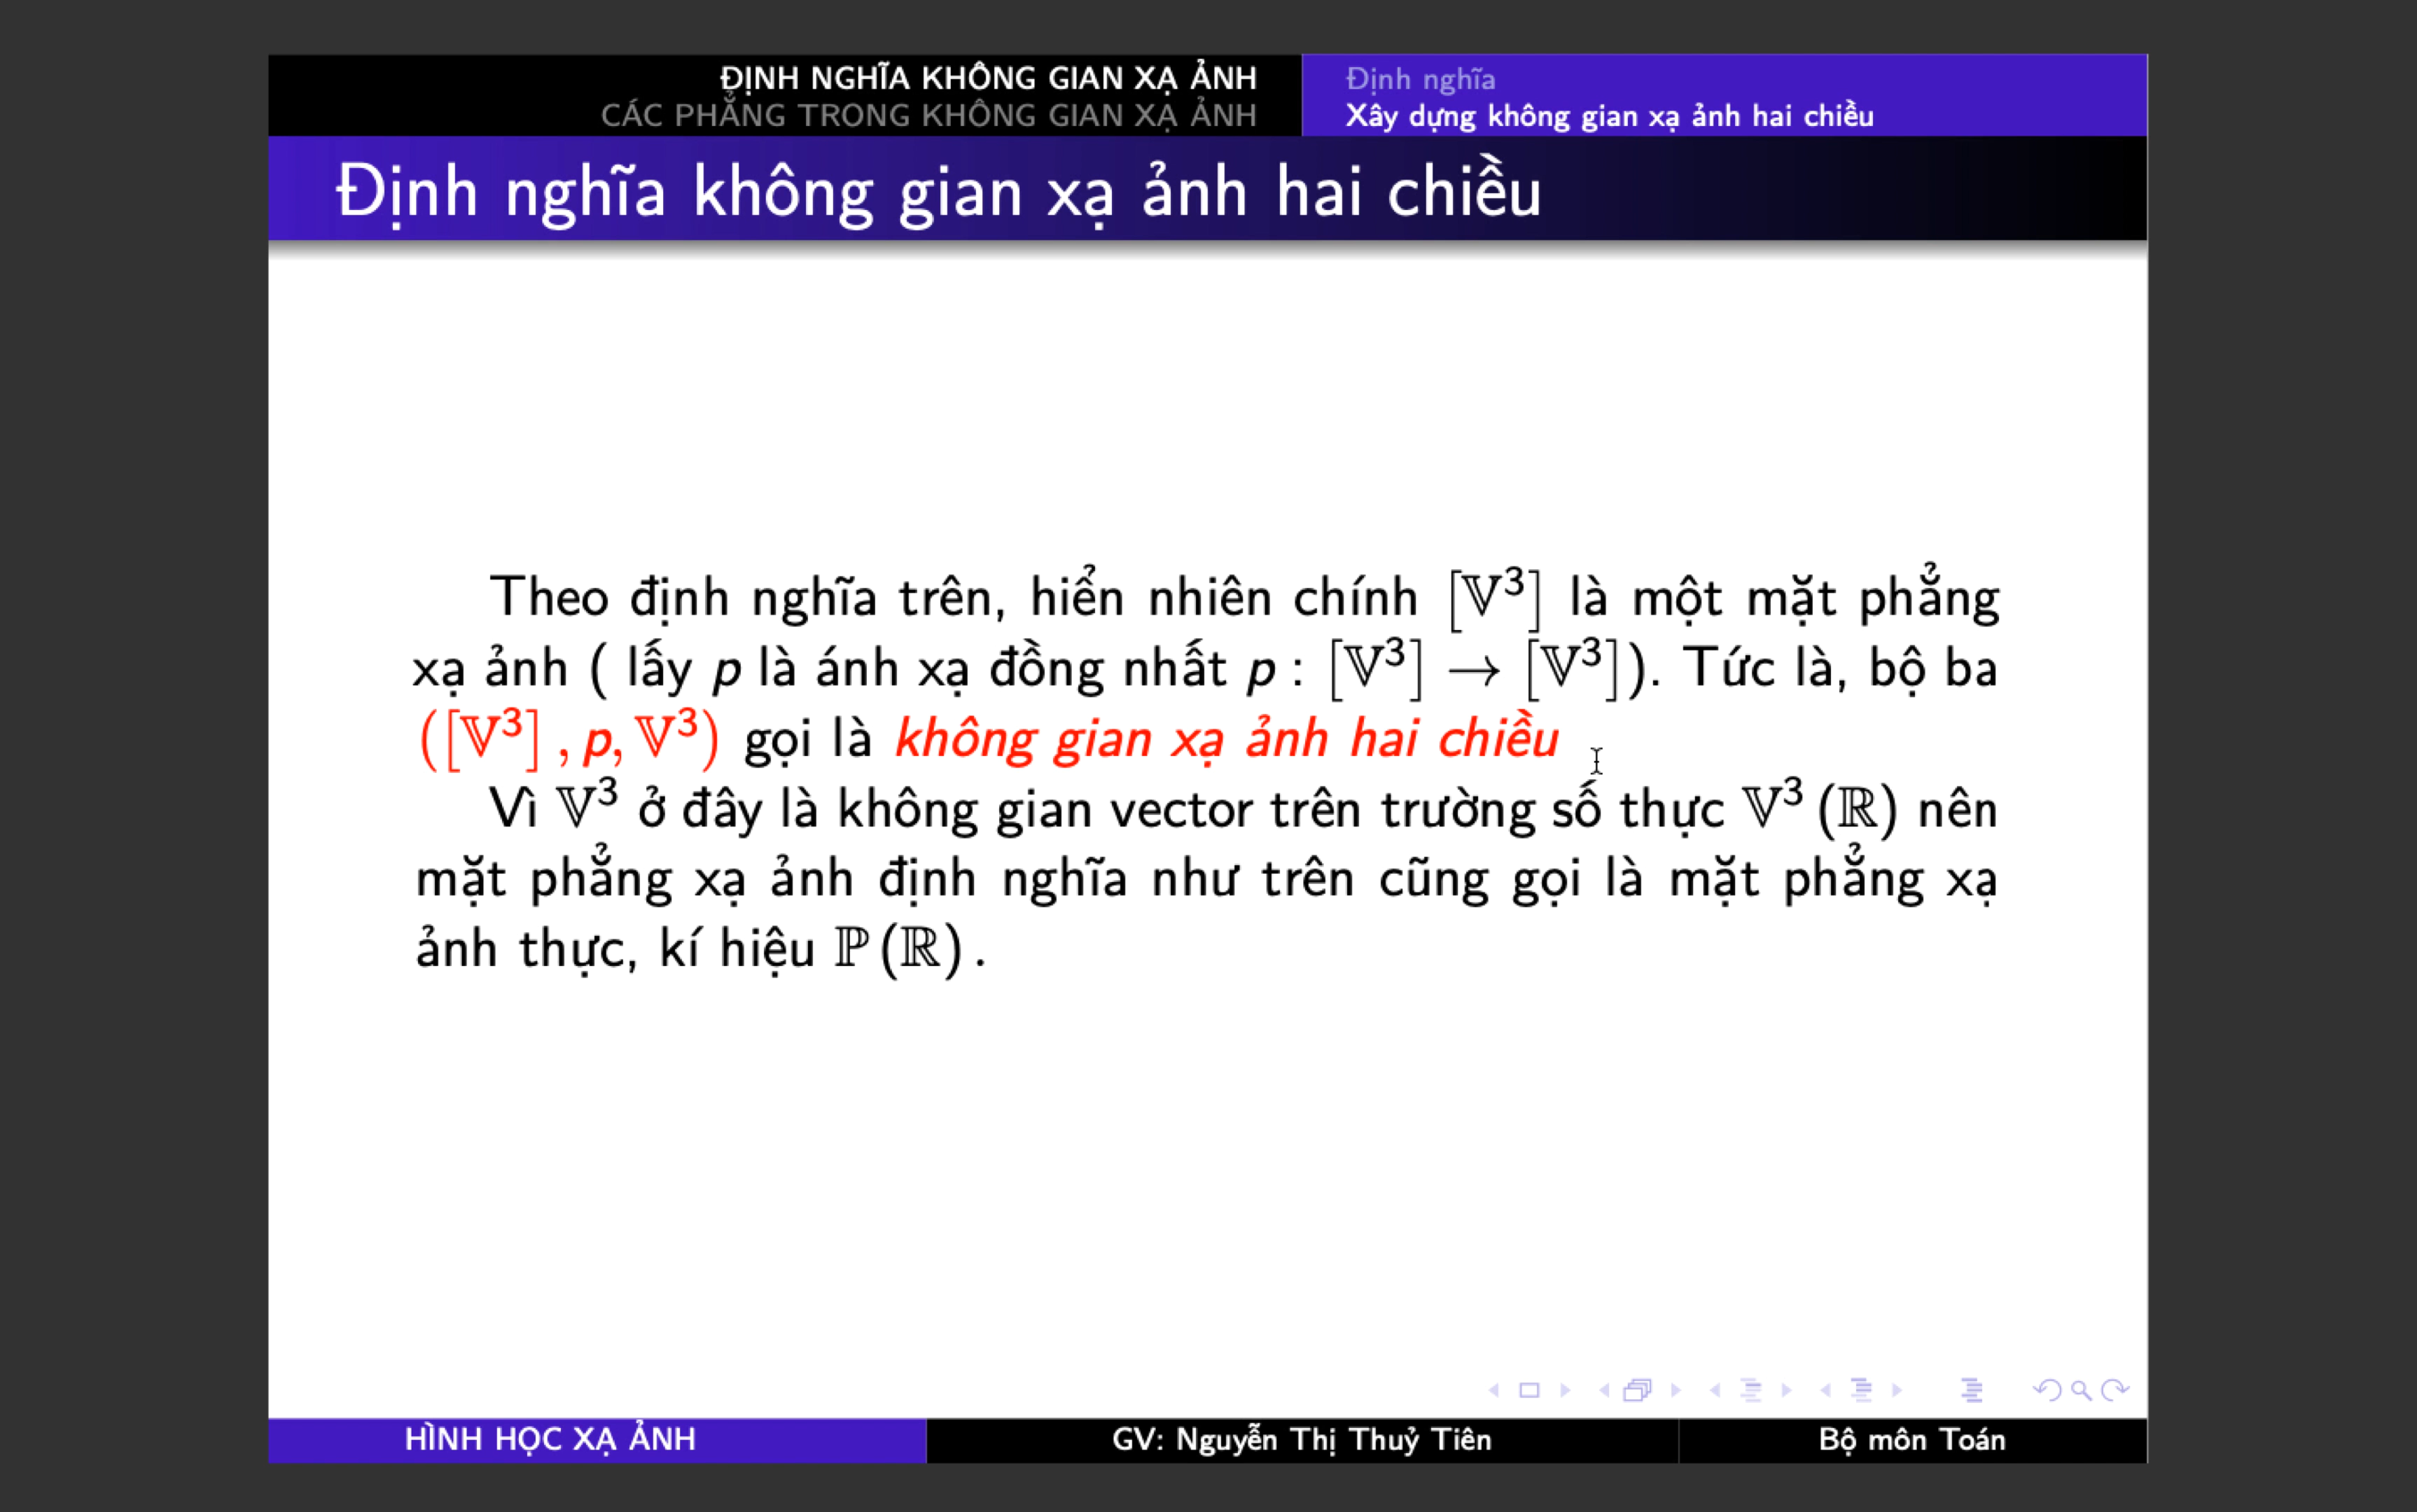 ĐỊNH NGHĨA KHÔNG GIAN XẠ ẢNH
CÁC PHẲNG TRONG KHÔNG GIAN XẠ ẢNH
Định nghĩa
Xây dựng không gian xạ ảnh hai chiều
Định nghĩa không gian xạ ảnh hai chiều
Theo định nghĩa trên, hiển nhiên chính [𝕍³] là một mặt phẳng
xạ ảnh ( lấy p là ánh xạ đồng nhất p : [𝕍³] → [𝕍³]). Tức là, bộ ba
([𝕍³] , p, 𝕍³) gọi là không gian xạ ảnh hai chiều
Vì 𝕍³ ở đây là không gian vector trên trường số thực 𝕍³ (ℝ) nên
mặt phẳng xạ ảnh định nghĩa như trên cũng gọi là mặt phẳng xạ
ảnh thực, kí hiệu ℙ (ℝ) .
HÌNH HỌC XẠ ẢNH
GV: Nguyễn Thị Thuỷ Tiên
Bộ môn Toán